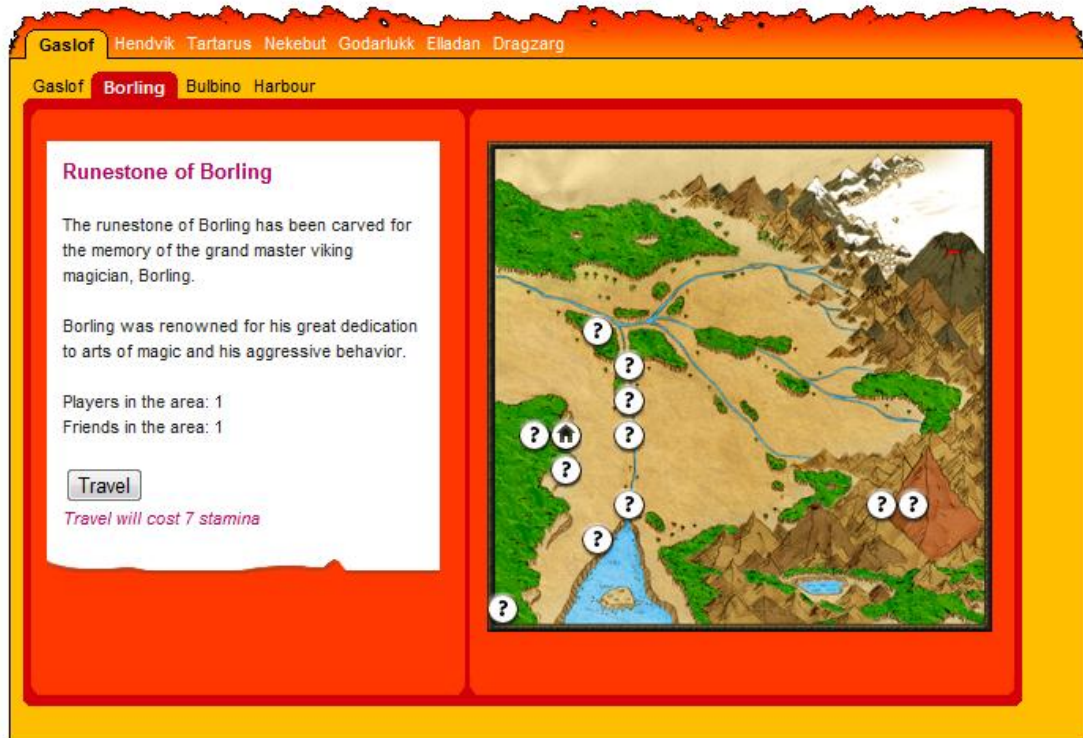 Gaslof Hendvik Tartarus Nekebut Godarlukk Elladan Dragzarg
Gaslof Borling Bulbino Harbour
Runestone of Borling
The runestone of Borling has been carved for
the memory of the grand master viking
magician, Borling.
Borling was renowned for his great dedication
to arts of magic and his aggressive behavior.
Players in the area: 1
Friends in the area: 1
Travel
Travel will cost 7 stamina
?
?
?
? ?
?
? ? ?
?
?